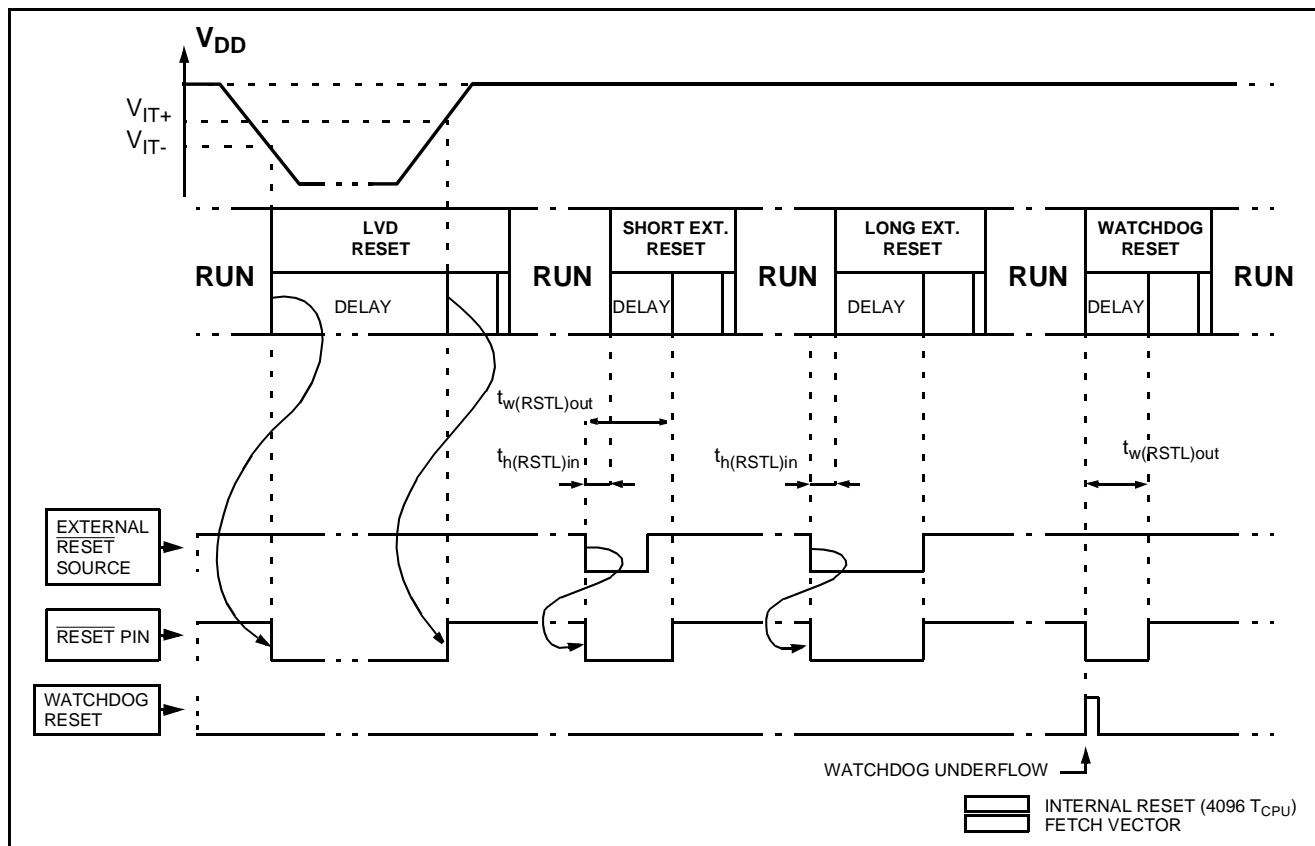 VDD
VIT+
VIT-
LVD
RESET
SHORT EXT.
RESET
LONG EXT.
RESET
WATCHDOG
RESET
RUN
RUN
RUN
RUN
RUN
DELAY
DELAY
DELAY
DELAY
tw(RSTL)out
th(RSTL)in
th(RSTL)in
tw(RSTL)out
EXTERNAL
RESET
SOURCE
RESET PIN
WATCHDOG
RESET
WATCHDOG UNDERFLOW
INTERNAL RESET (4096 TCPU)
FETCH VECTOR